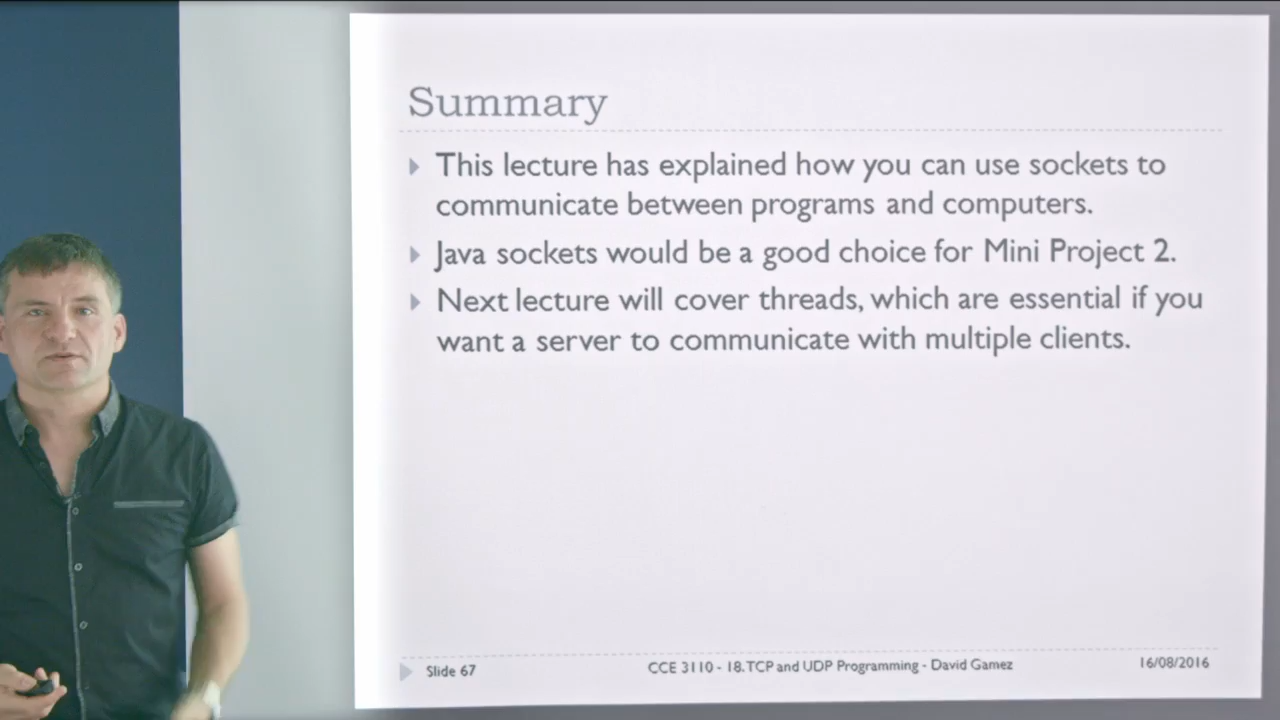 Summary
This lecture has explained how you can use sockets to
communicate between programs and computers.
Java sockets would be a good choice for Mini Project 2.
Next lecture will cover threads, which are essential if you
want a server to communicate with multiple clients.
Slide 67
CCE 3110 - 18. TCP and UDP Programming - David Gamez
16/08/2016